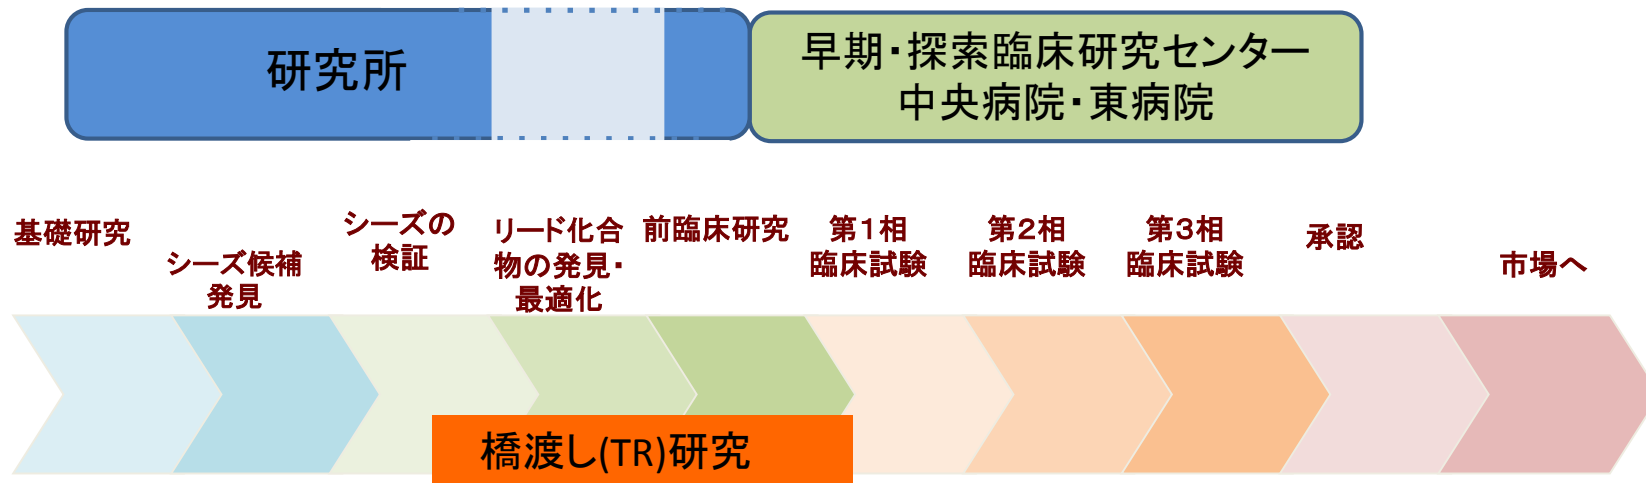 研究所
早期・探索臨床研究センター
中央病院・東病院
基礎研究
シーズ候補
発見
シーズの
検証
リード化合
物の発見・
最適化
前臨床研究
第1相
臨床試験
第2相
臨床試験
第3相
臨床試験
承認
市場へ
橋渡し(TR)研究